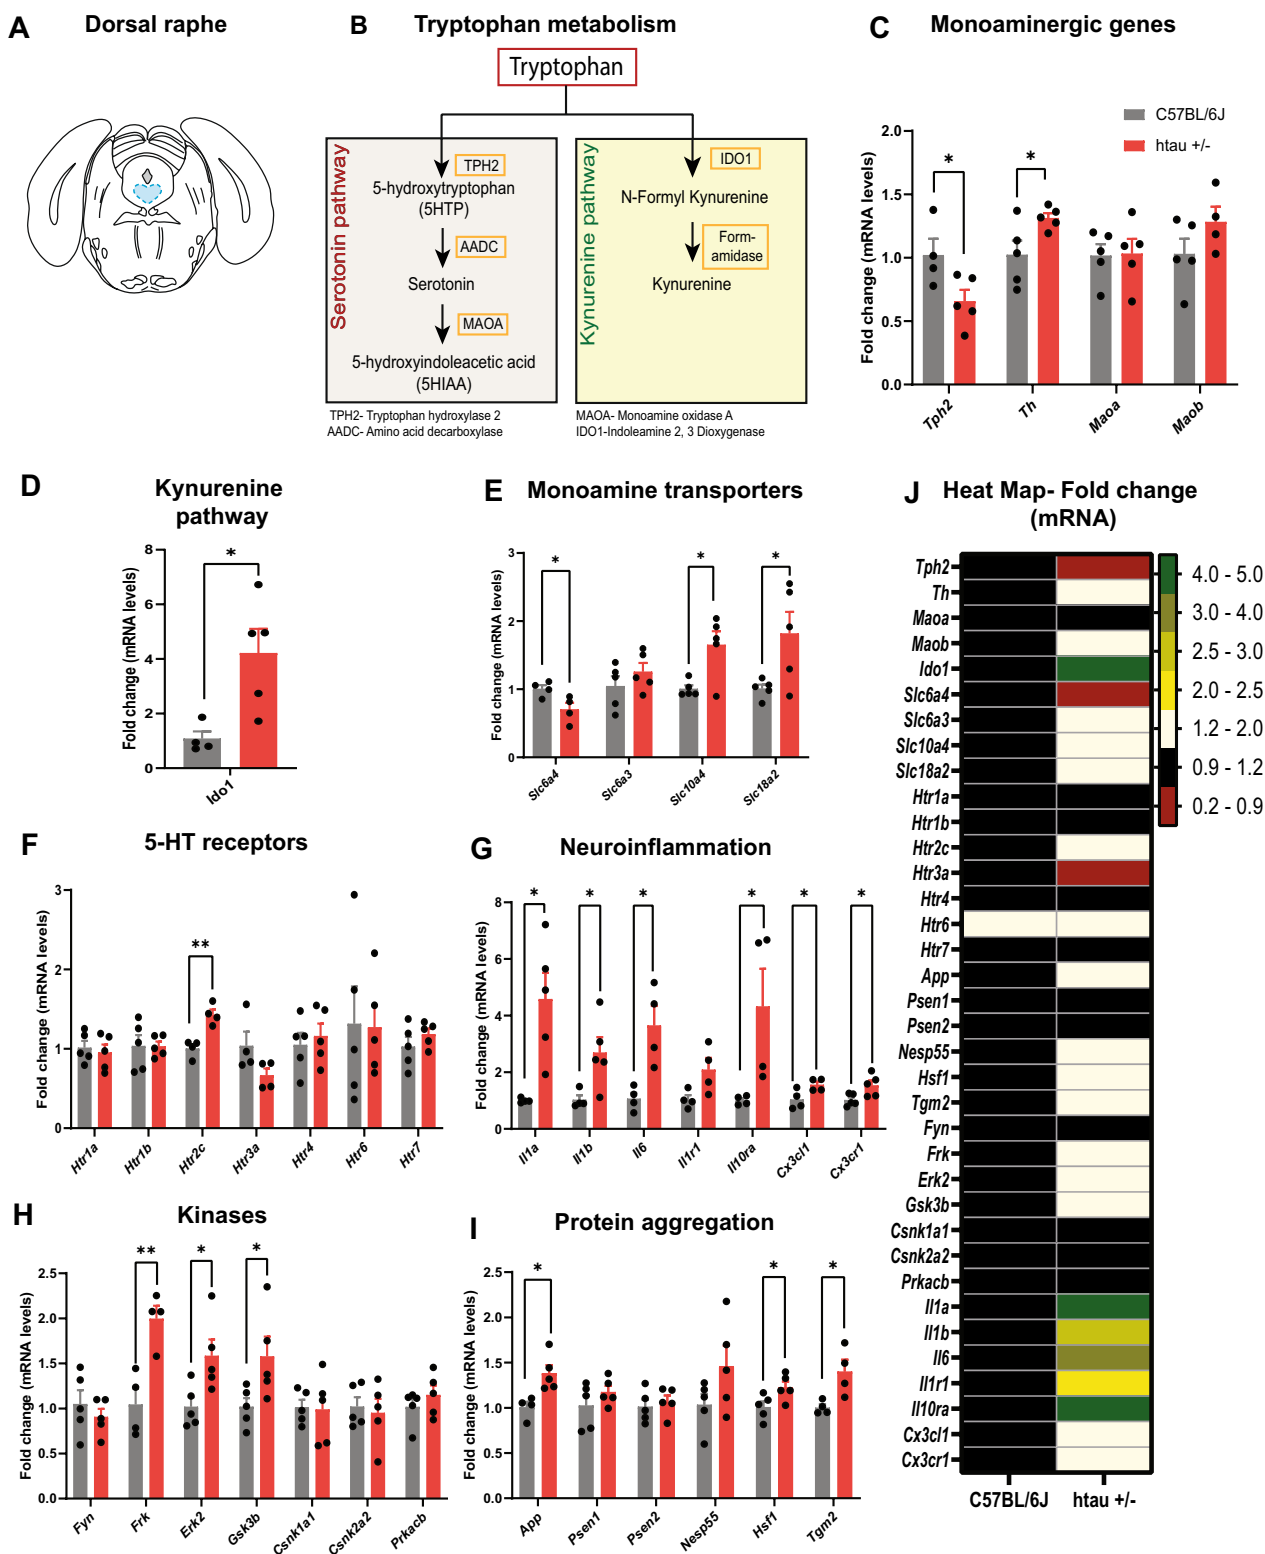 A
Dorsal raphe
B
Tryptophan metabolism
Tryptophan
Serotonin pathway
TPH2
5-hydroxytryptophan
(5HTP)
AADC
Serotonin
MAOA
5-hydroxyindoleacetic acid
(5HIAA)
Kynurenine pathway
IDO1
N-Formyl Kynurenine
Form-
amidase
Kynurenine
TPH2- Tryptophan hydroxylase 2
AADC- Amino acid decarboxylase
MAOA- Monoamine oxidase A
IDO1-Indoleamine 2, 3 Dioxygenase
C
Monoaminergic genes
C57BL/6J
htau +/-
Fold change (mRNA levels)
2.0
1.5
1.0
0.5
0.0
*
*
Tph2
Th
Maoa
Maob
D
Kynurenine
pathway
Fold change (mRNA levels)
8
6
4
2
0
*
Ido1
E
Monoamine transporters
Fold change (mRNA levels)
3
2
1
0
*
*
*
Slc6a4
Slc6a3
Slc10a4
Slc18a2
F
5-HT receptors
Fold change (mRNA levels)
3
2
1
0
**
Htr1a
Htr1b
Htr2c
Htr3a
Htr4
Htr6
Htr7
G
Neuroinflammation
Fold change (mRNA levels)
8
6
4
2
0
*
*
*
*
*
*
Il1a
Il1b
Il6
Il1r1
Il10ra
Cx3cl1
Cx3cr1
H
Kinases
Fold change (mRNA levels)
2.5
2.0
1.5
1.0
0.5
0.0
**
*
*
Fyn
Frk
Erk2
Gsk3b
Csnk1a1
Csnk2a2
Prkacb
I
Protein aggregation
Fold change (mRNA levels)
2.5
2.0
1.5
1.0
0.5
0.0
*
*
*
App
Psen1
Psen2
Nesp55
Hsf1
Tgm2
J
Heat Map- Fold change
(mRNA)
Tph2
Th
Maoa
Maob
Ido1
Slc6a4
Slc6a3
Slc10a4
Slc18a2
Htr1a
Htr1b
Htr2c
Htr3a
Htr4
Htr6
Htr7
App
Psen1
Psen2
Nesp55
Hsf1
Tgm2
Fyn
Frk
Erk2
Gsk3b
Csnk1a1
Csnk2a2
Prkacb
Il1a
Il1b
Il6
Il1r1
Il10ra
Cx3cl1
Cx3cr1
C57BL/6J
htau +/-
4.0 - 5.0
3.0 - 4.0
2.5 - 3.0
2.0 - 2.5
1.2 - 2.0
0.9 - 1.2
0.2 - 0.9